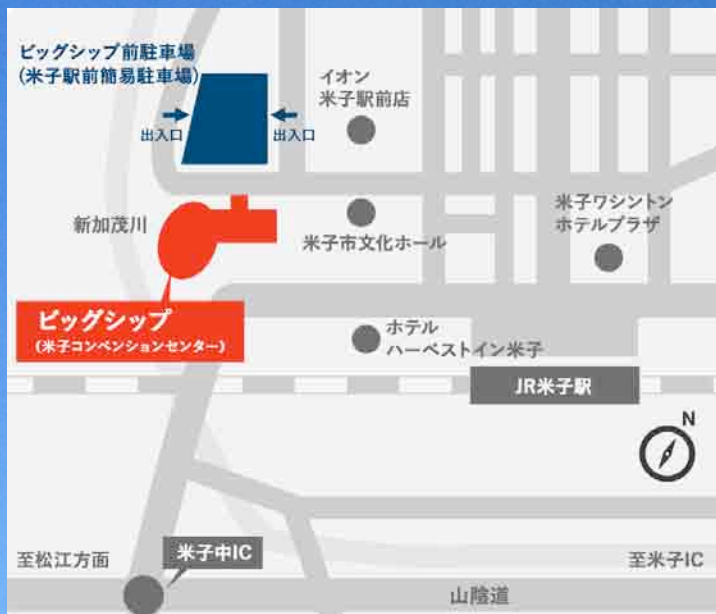 ビッグシップ前駐車場
(米子駅前簡易駐車場)
出入口
出入口
イオン
米子駅前店
新加茂川
米子市文化ホール
米子ワシントン
ホテルプラザ
ビッグシップ
(米子コンベンションセンター)
ホテル
ハーベストイン米子
JR米子駅
N
至松江方面
米子中IC
至米子IC
山陰道